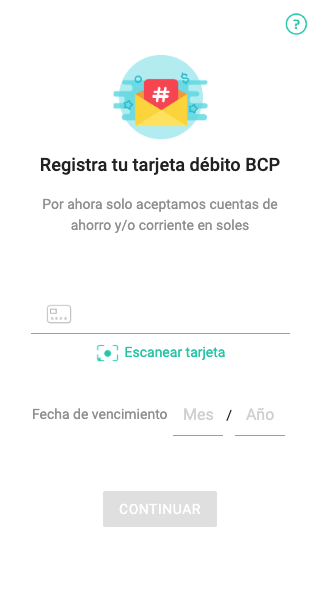 ?
#
$
Registra tu tarjeta débito BCP
Por ahora solo aceptamos cuentas de
ahorro y/o corriente en soles
Escanear tarjeta
Fecha de vencimiento Mes / Año
CONTINUAR